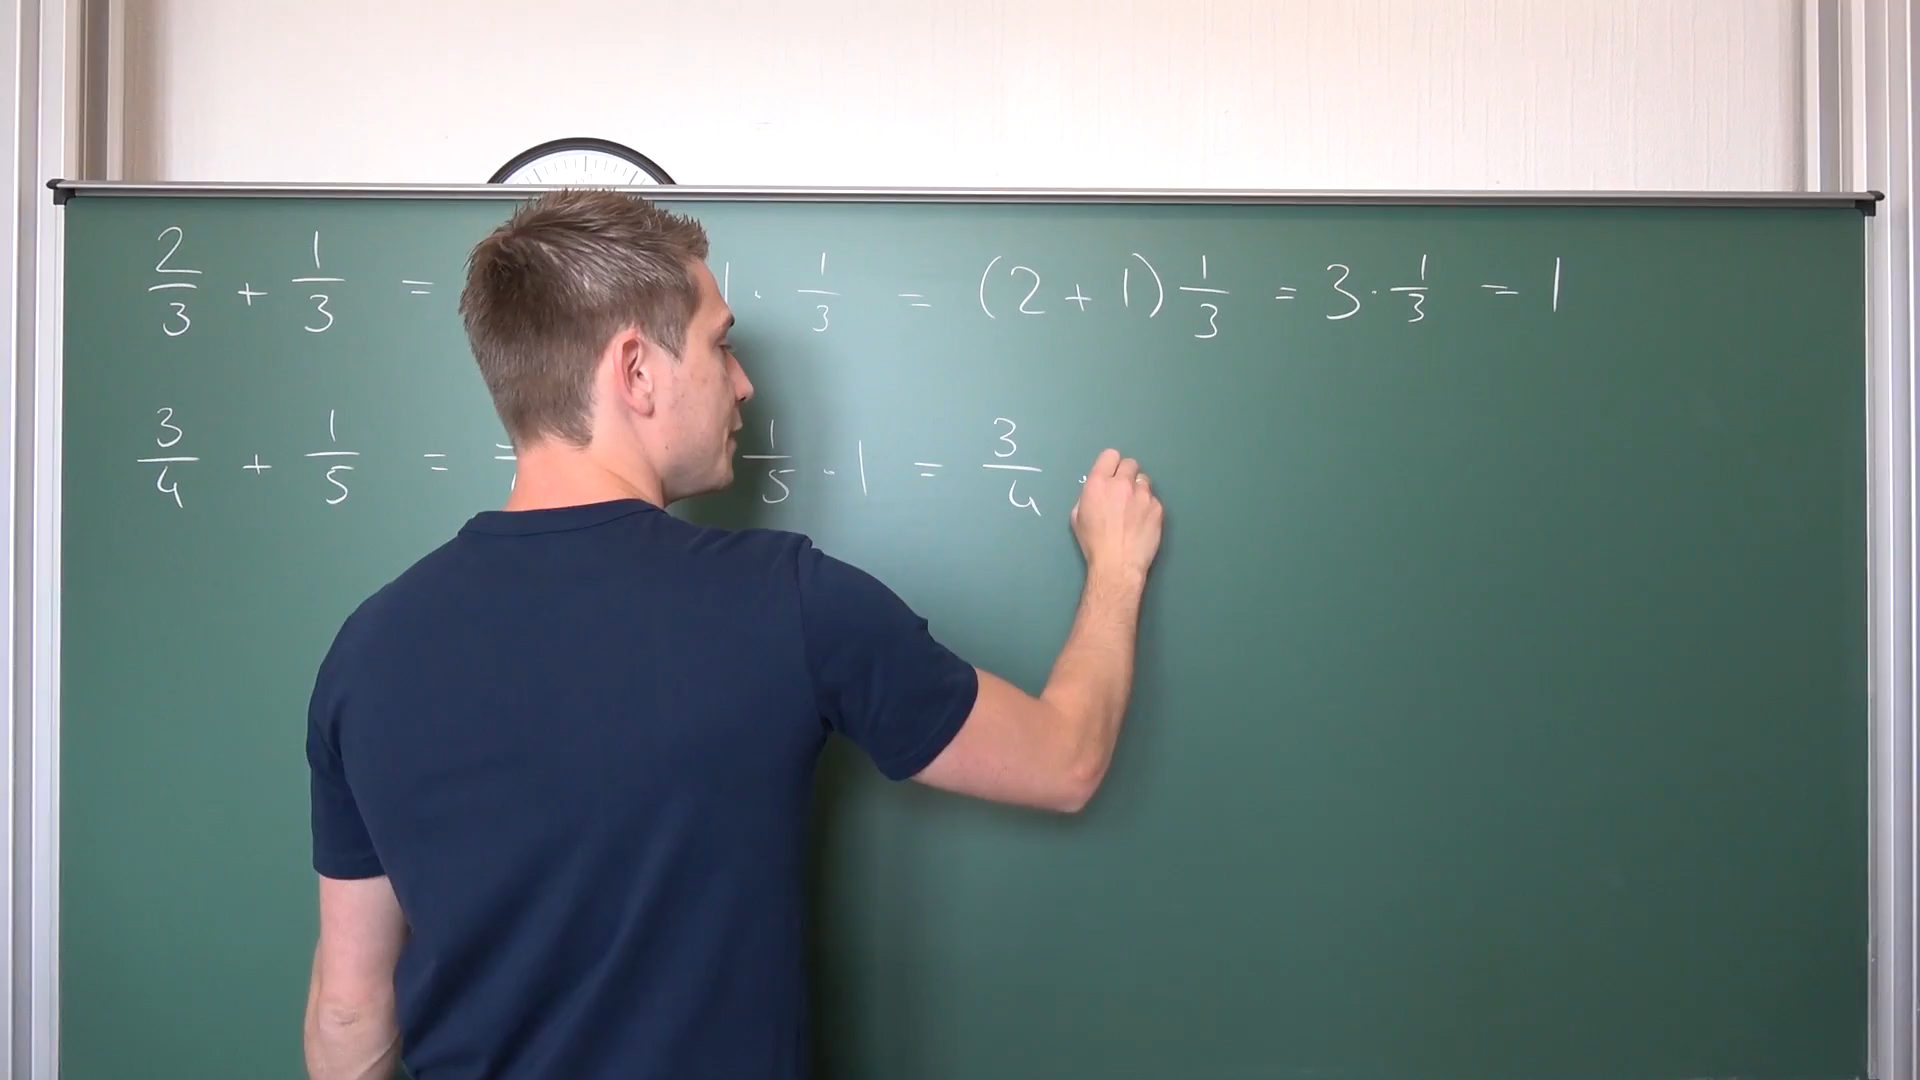 2/3 + 1/3 = 1 · 1/3 = (2 + 1) 1/3 = 3 · 1/3 = 1
3/4 + 1/5 = 1/5 · 1 = 3/4 ·